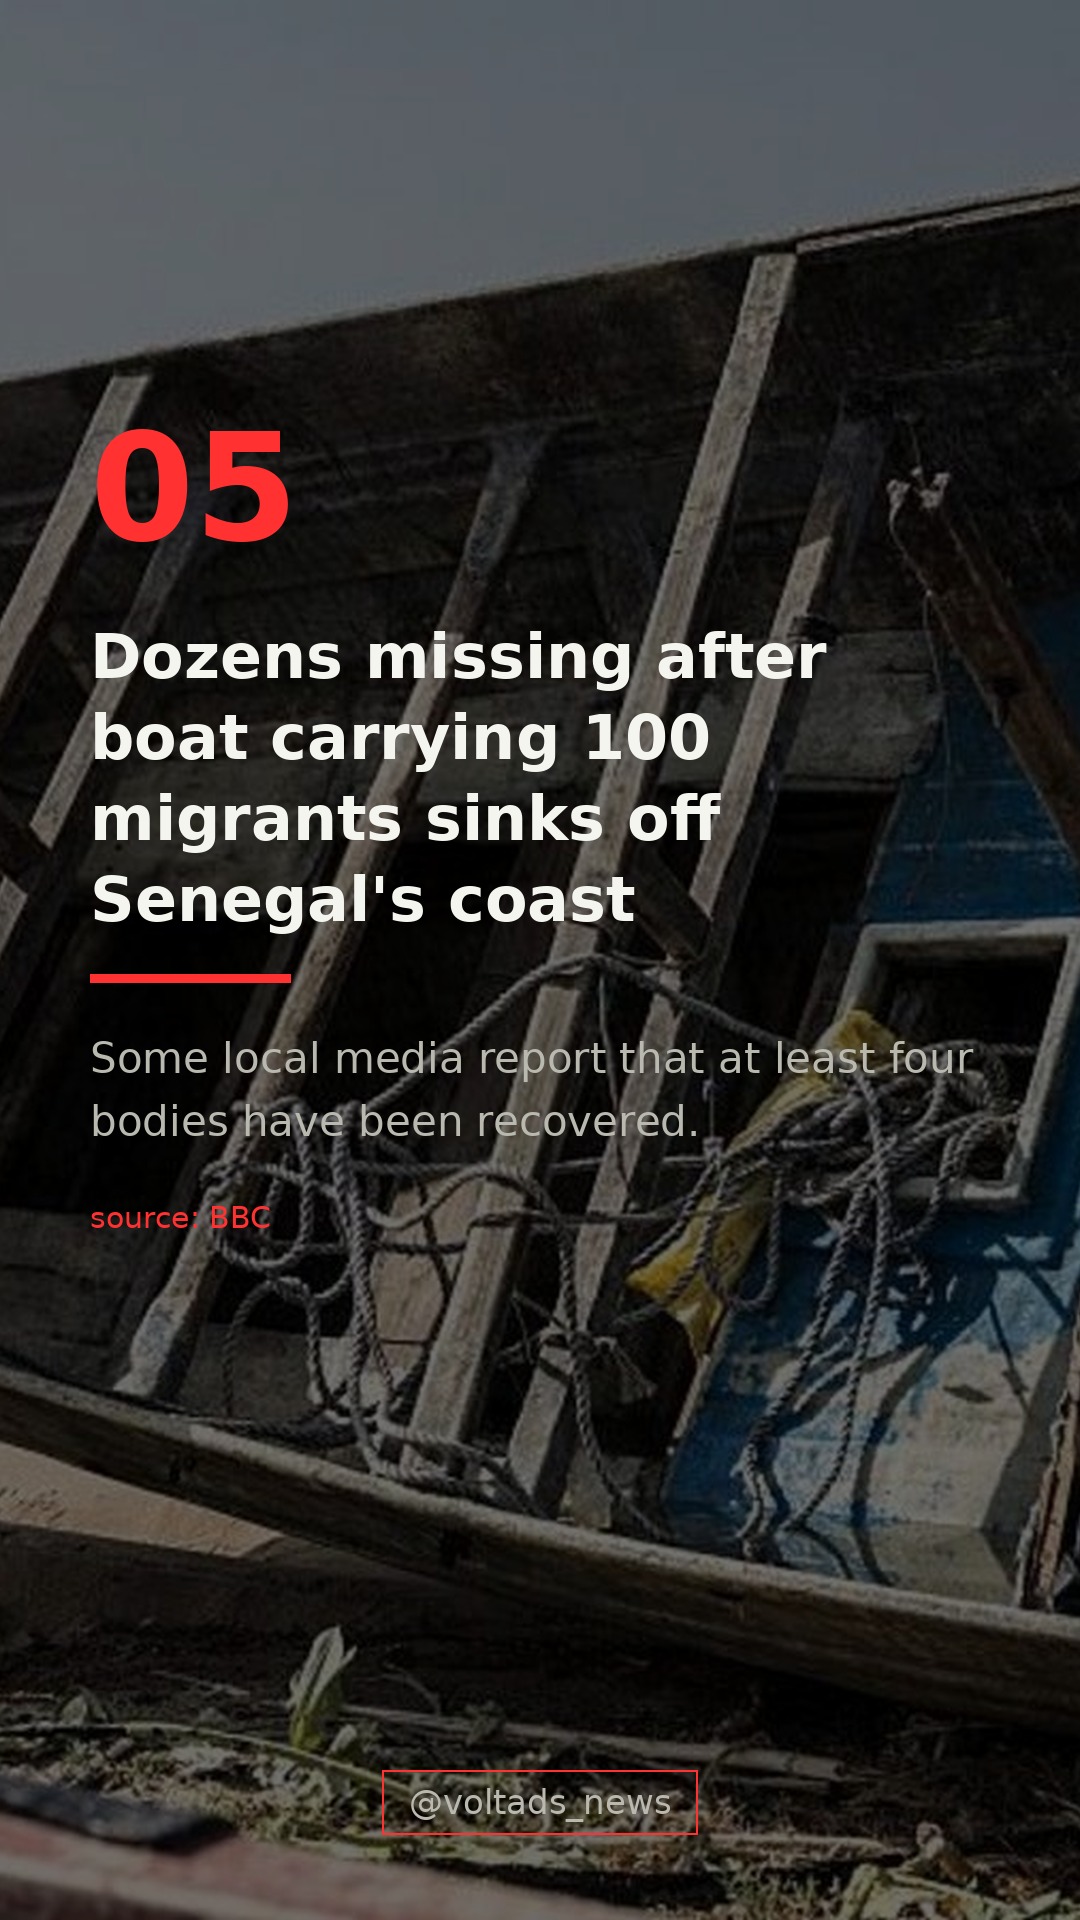 05
Dozens missing after
boat carrying 100
migrants sinks off
Senegal's coast
Some local media report that at least four
bodies have been recovered.
source: BBC
@voltads_news